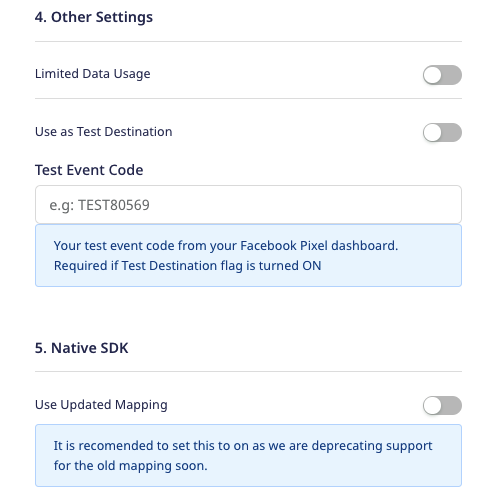 4. Other Settings
Limited Data Usage
Use as Test Destination
Test Event Code
e.g: TEST80569
Your test event code from your Facebook Pixel dashboard.
Required if Test Destination flag is turned ON
5. Native SDK
Use Updated Mapping
It is recomended to set this to on as we are deprecating support
for the old mapping soon.